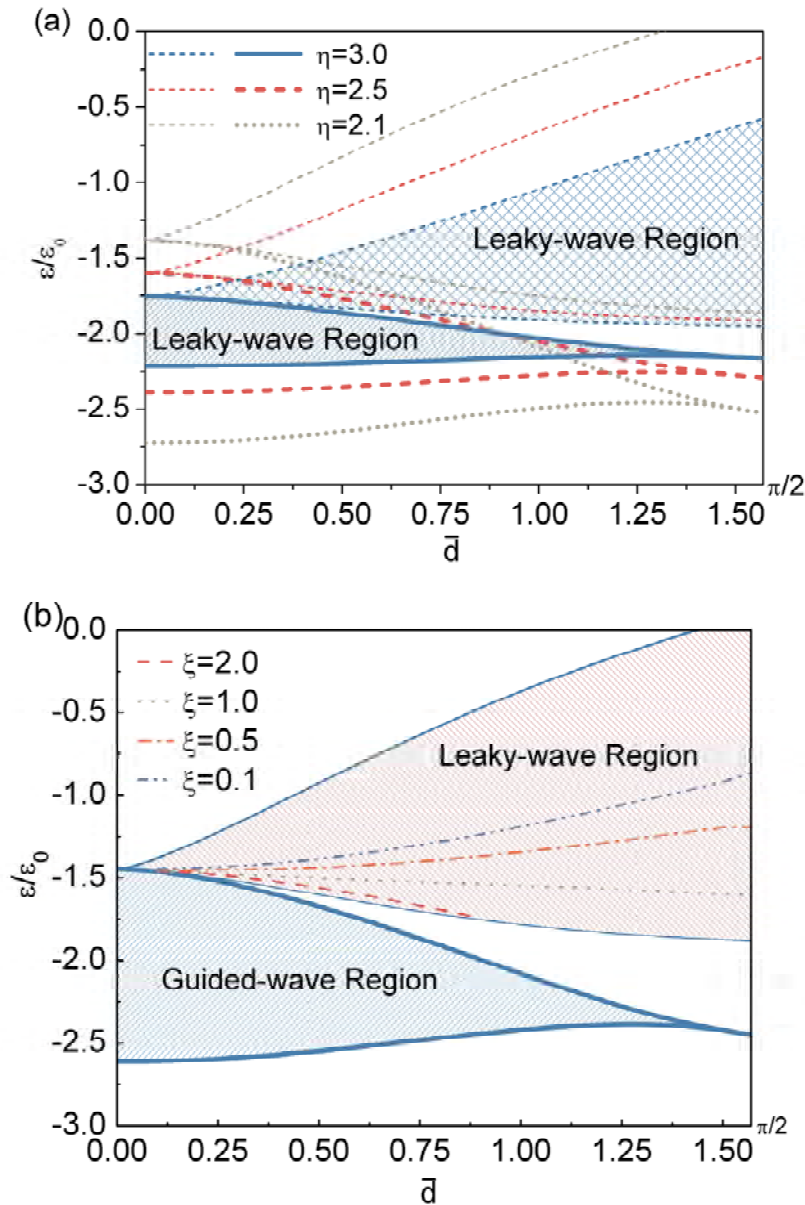 (a)
0.0
-0.5
-1.0
-1.5
-2.0
-2.5
-3.0
ε/ε₀
η=3.0
η=2.5
η=2.1
Leaky-wave Region
Leaky-wave Region
0.00 0.25 0.50 0.75 1.00 1.25 1.50 π/2
d̄
(b)
0.0
-0.5
-1.0
-1.5
-2.0
-2.5
-3.0
ε/ε₀
ξ=2.0
ξ=1.0
ξ=0.5
ξ=0.1
Leaky-wave Region
Guided-wave Region
0.00 0.25 0.50 0.75 1.00 1.25 1.50 π/2
d̄